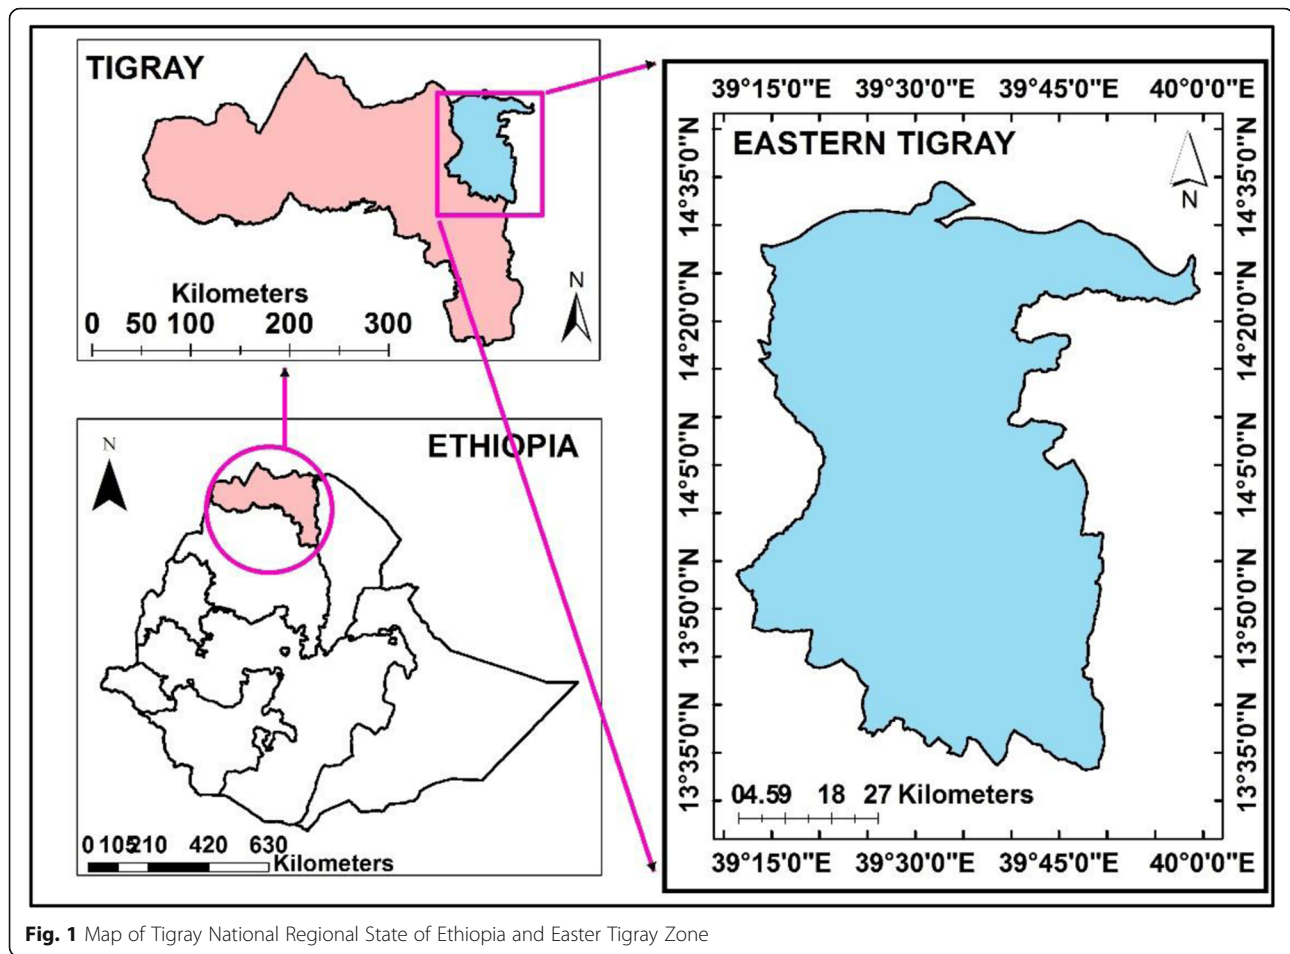 TIGRAY
Kilometers
0 50 100 200 300
N
N
ETHIOPIA
0 105 210 420 630
Kilometers
39°15'0"E 39°30'0"E 39°45'0"E 40°0'0"E
EASTERN TIGRAY
N
14°35'0"N
14°20'0"N
14°5'0"N
13°50'0"N
13°35'0"N
14°35'0"N
14°20'0"N
14°5'0"N
13°50'0"N
13°35'0"N
04.59 18 27 Kilometers
39°15'0"E 39°30'0"E 39°45'0"E 40°0'0"E
Fig. 1 Map of Tigray National Regional State of Ethiopia and Easter Tigray Zone